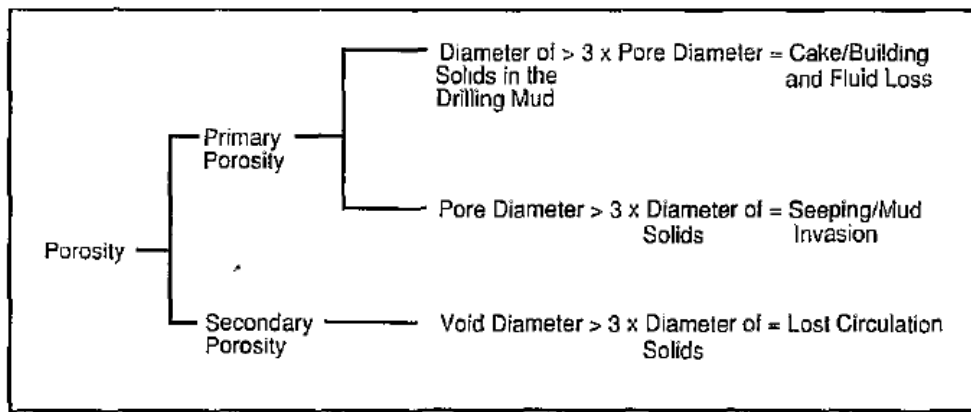 Diameter of > 3 x Pore Diameter = Cake/Building
Solids in the and Fluid Loss
Drilling Mud
Primary
Porosity
Pore Diameter > 3 x Diameter of = Seeping/Mud
Solids Invasion
Porosity
Secondary
Porosity
Void Diameter > 3 x Diameter of = Lost Circulation
Solids